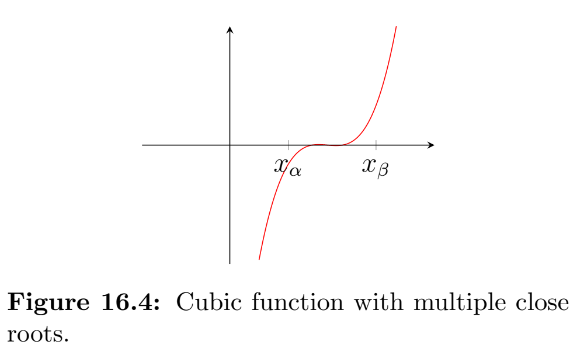 xα xβ
Figure 16.4: Cubic function with multiple close
roots.